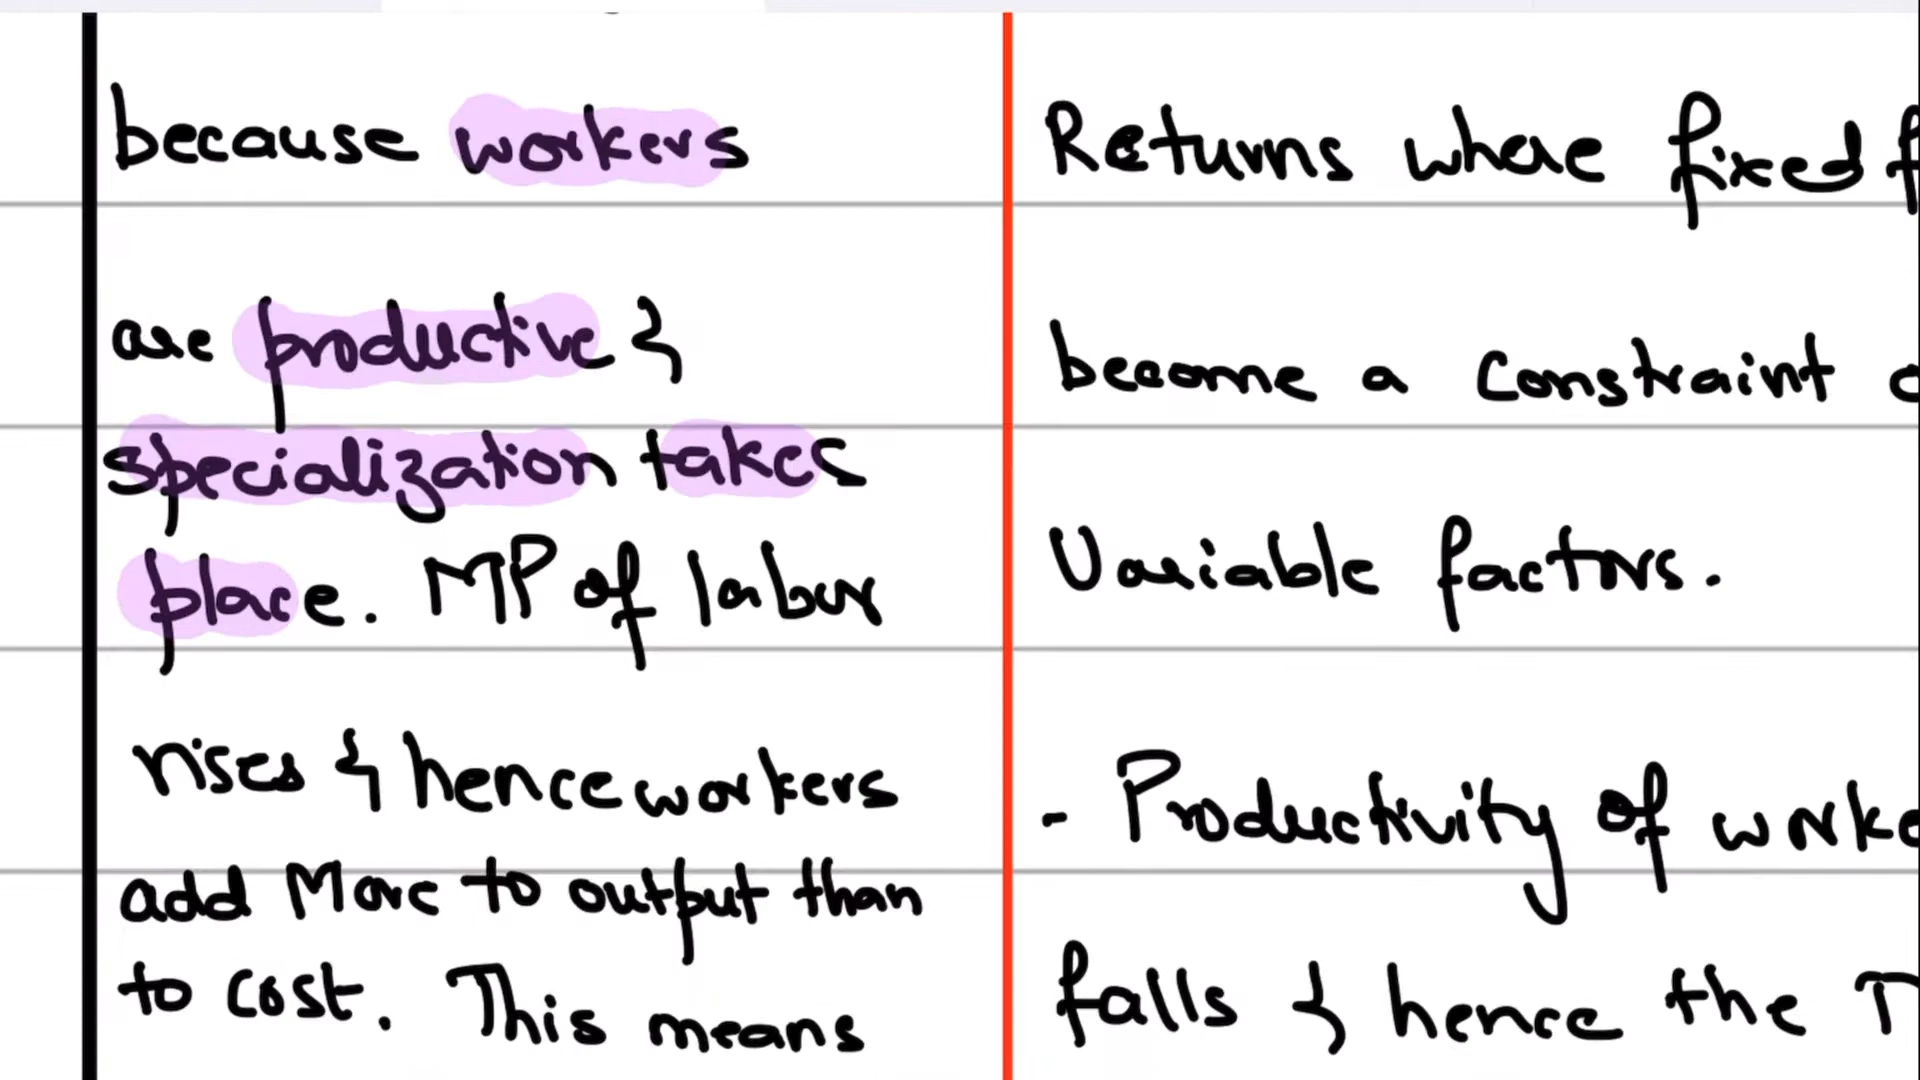 because workers
are productive &
specialization takes
place. MP of labor
rises & hence workers
add More to output than
to cost. This means
Returns where fixed
become a constraint
Variable factors.
- Productivity of
falls & hence the